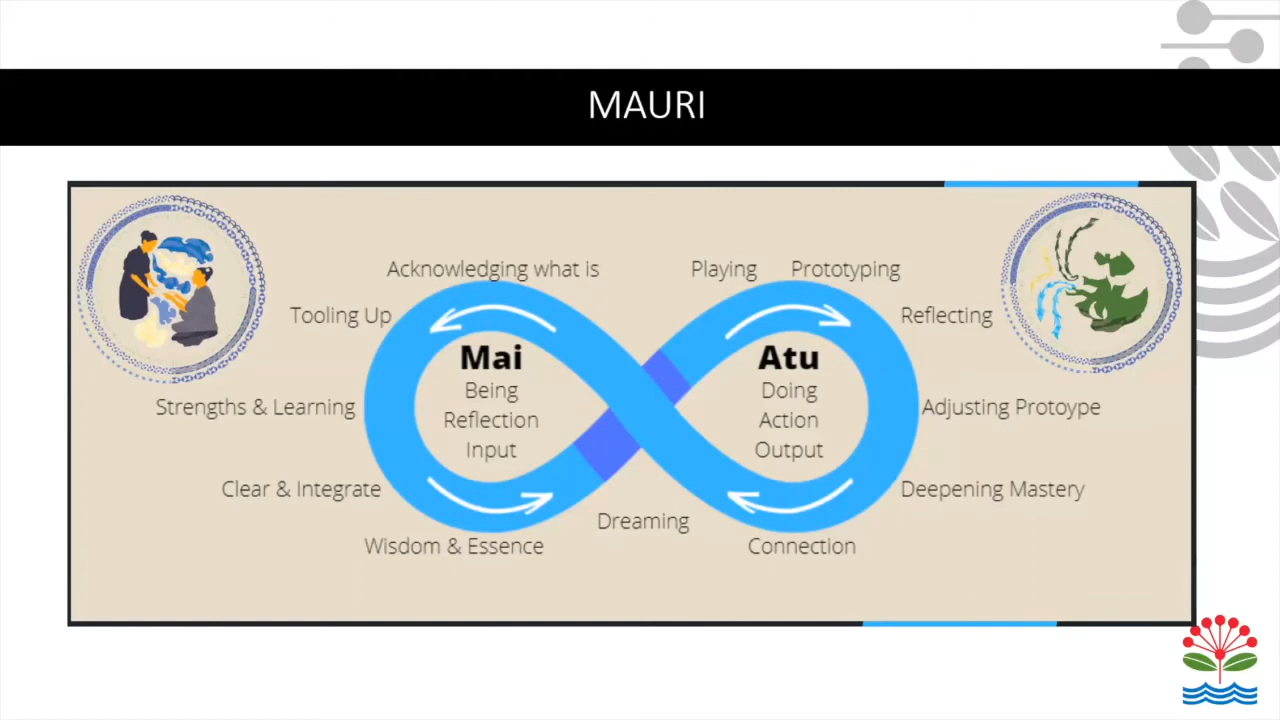 MAURI
Acknowledging what is
Playing
Prototyping
Tooling Up
Reflecting
Mai
Being
Reflection
Input
Atu
Doing
Action
Output
Strengths & Learning
Adjusting Protoype
Clear & Integrate
Deepening Mastery
Dreaming
Wisdom & Essence
Connection